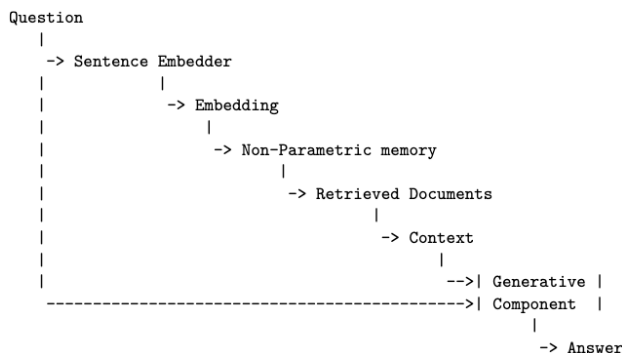 Question
|
-> Sentence Embedder
| |
| -> Embedding
| |
| -> Non-Parametric memory
| |
| -> Retrieved Documents
| |
| -> Context
| |
| -->| Generative |
------------------------------------------->| Component |
|
-> Answer